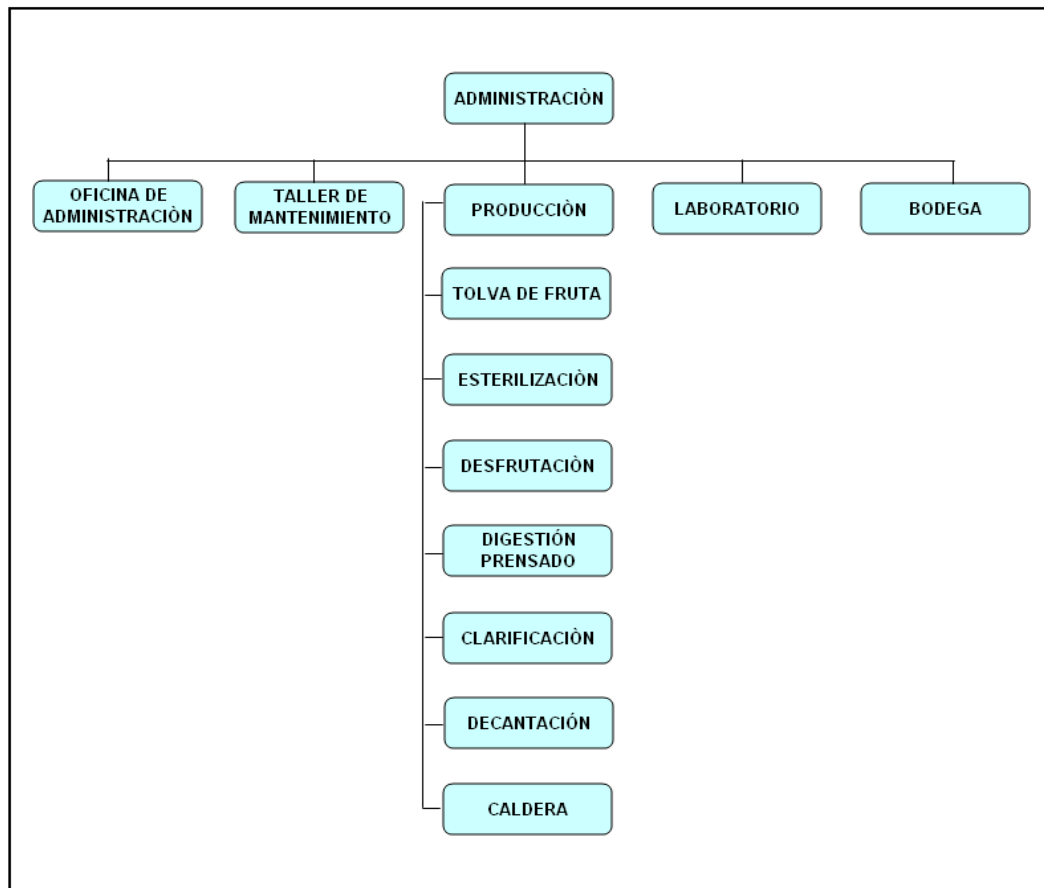 ADMINISTRACIÒN
OFICINA DE
ADMINISTRACIÒN
TALLER DE
MANTENIMIENTO
PRODUCCIÒN
LABORATORIO
BODEGA
TOLVA DE FRUTA
ESTERILIZACIÒN
DESFRUTACIÒN
DIGESTIÓN
PRENSADO
CLARIFICACIÒN
DECANTACIÓN
CALDERA